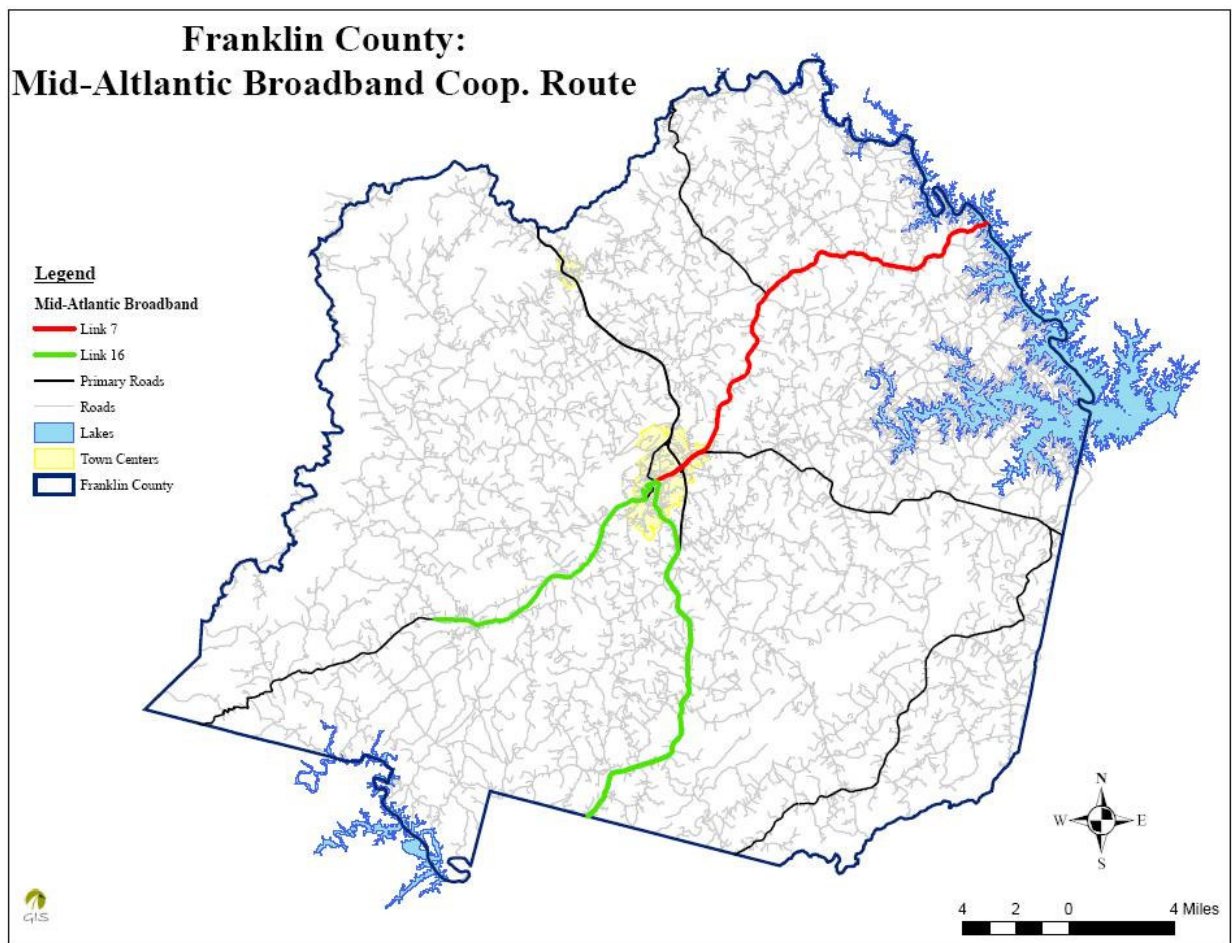 Franklin County:
Mid-Altlantic Broadband Coop. Route
Legend
Mid-Atlantic Broadband
Link 7
Link 16
Primary Roads
Roads
Lakes
Town Centers
Franklin County
N
W E
S
GIS
4 2 0 4 Miles